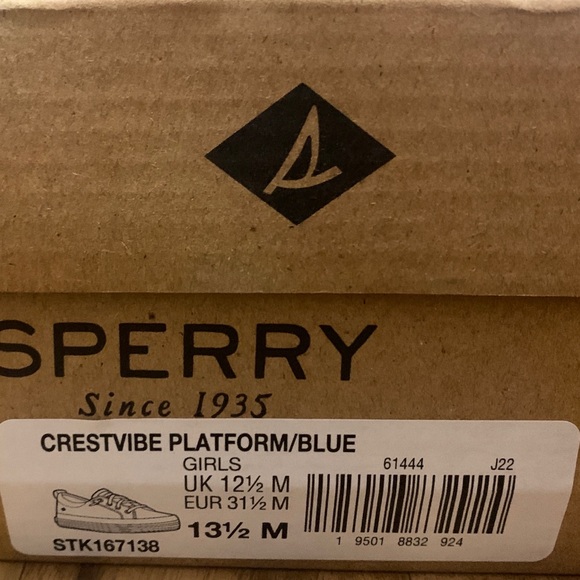 SPERRY
Since 1935
CRESTVIBE PLATFORM/BLUE
GIRLS 61444 J22
UK 12½ M
EUR 31½ M
13½ M
1 9501 8832 924
STK167138